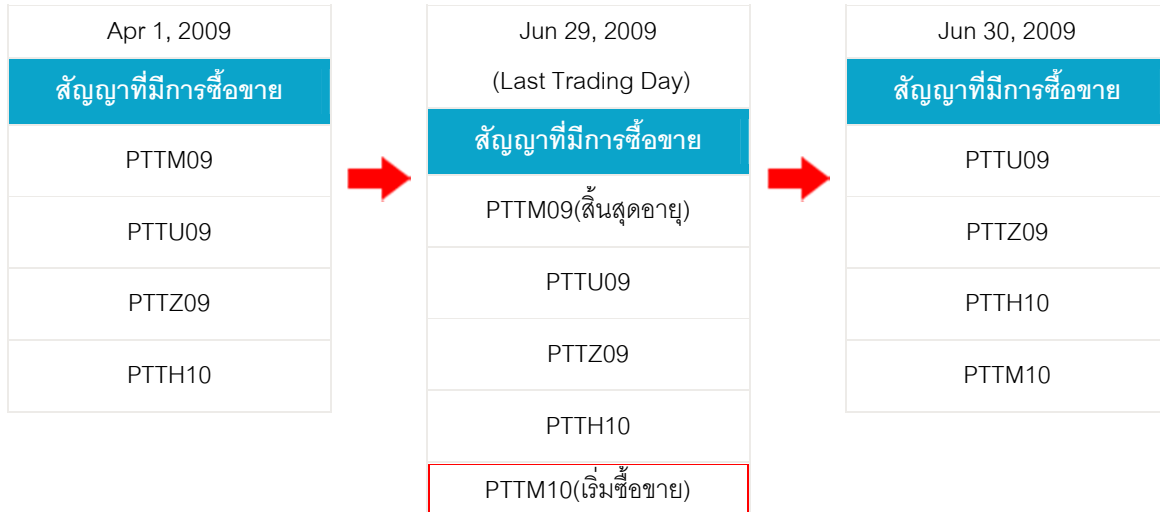 Apr 1, 2009
สัญญาที่มีการซื้อขาย
PTTM09
PTTU09
PTTZ09
PTTH10
Jun 29, 2009
(Last Trading Day)
สัญญาที่มีการซื้อขาย
PTTM09(สิ้นสุดอายุ)
PTTU09
PTTZ09
PTTH10
PTTM10(เริ่มซื้อขาย)
Jun 30, 2009
สัญญาที่มีการซื้อขาย
PTTU09
PTTZ09
PTTH10
PTTM10